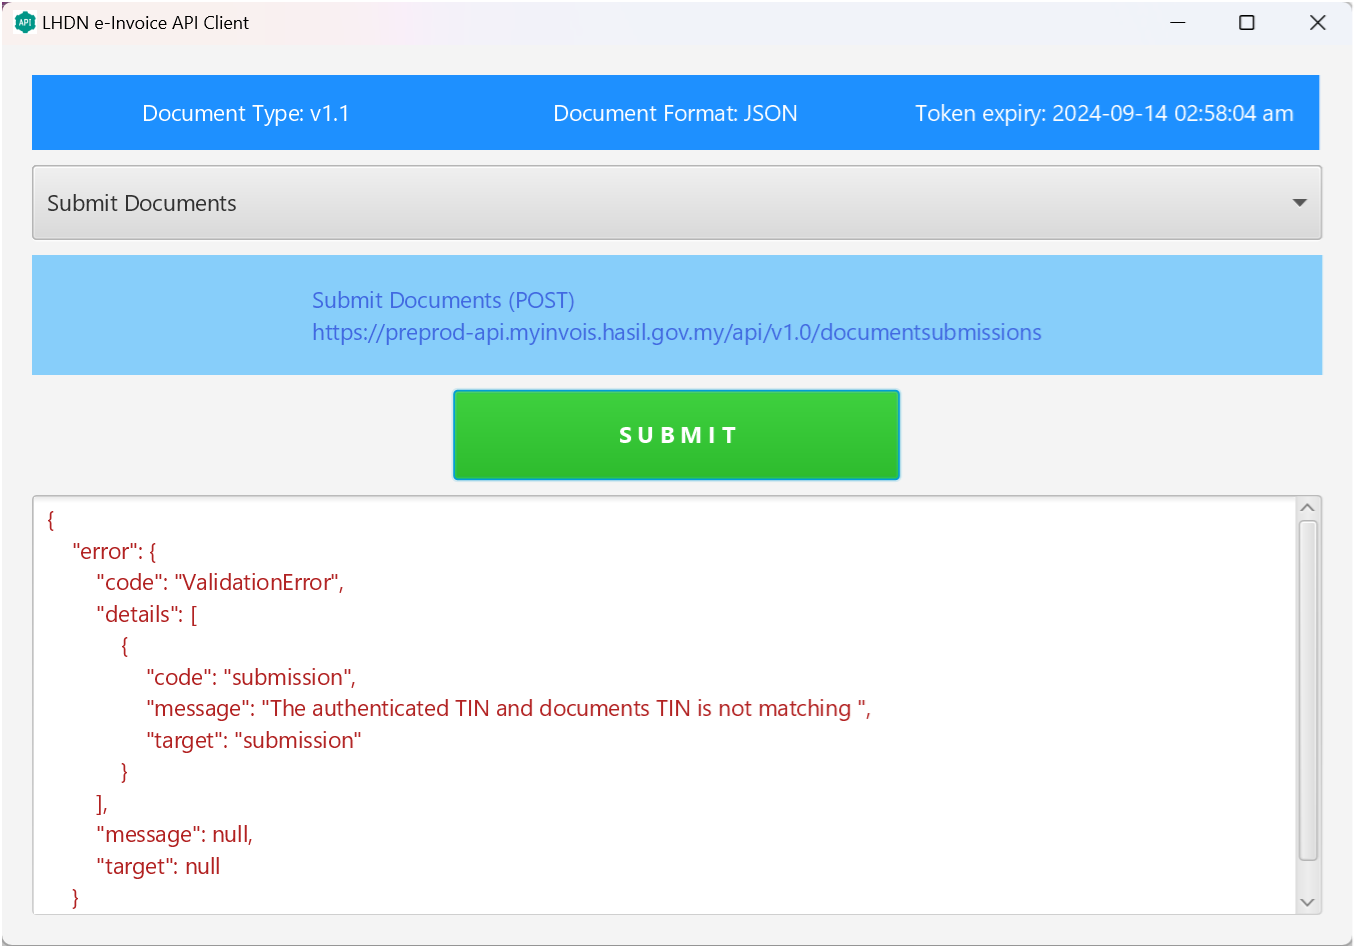 API LHDN e-Invoice API Client
Document Type: v1.1 Document Format: JSON Token expiry: 2024-09-14 02:58:04 am
Submit Documents
Submit Documents (POST)
https://preprod-api.myinvois.hasil.gov.my/api/v1.0/documentsubmissions
SUBMIT
{
"error": {
"code": "ValidationError",
"details": [
{
"code": "submission",
"message": "The authenticated TIN and documents TIN is not matching ",
"target": "submission"
}
],
"message": null,
"target": null
}